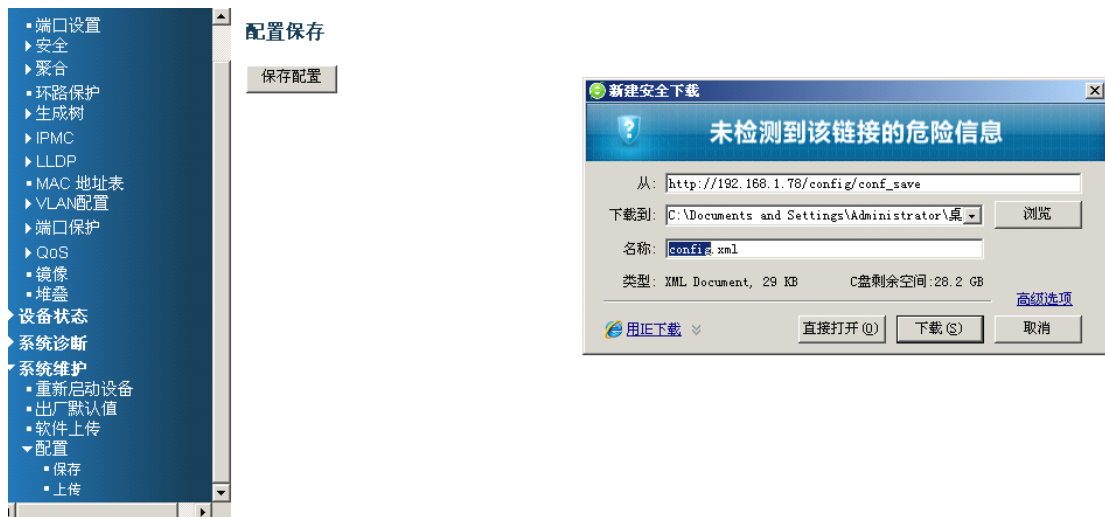 端口设置
安全
聚合
环路保护
生成树
IPMC
LLDP
MAC 地址表
VLAN配置
端口保护
QoS
镜像
堆叠
设备状态
系统诊断
系统维护
重新启动设备
出厂默认值
软件上传
配置
保存
上传
配置保存
保存配置
新建安全下载
未检测到该链接的危险信息
从: http://192.168.1.78/config/conf_save
下载到: C:\Documents and Settings\Administrator\桌 浏览
名称: config.xml
类型: XML Document, 29 KB C盘剩余空间:28.2 GB
高级选项
用IE下载 直接打开(O) 下载(S) 取消